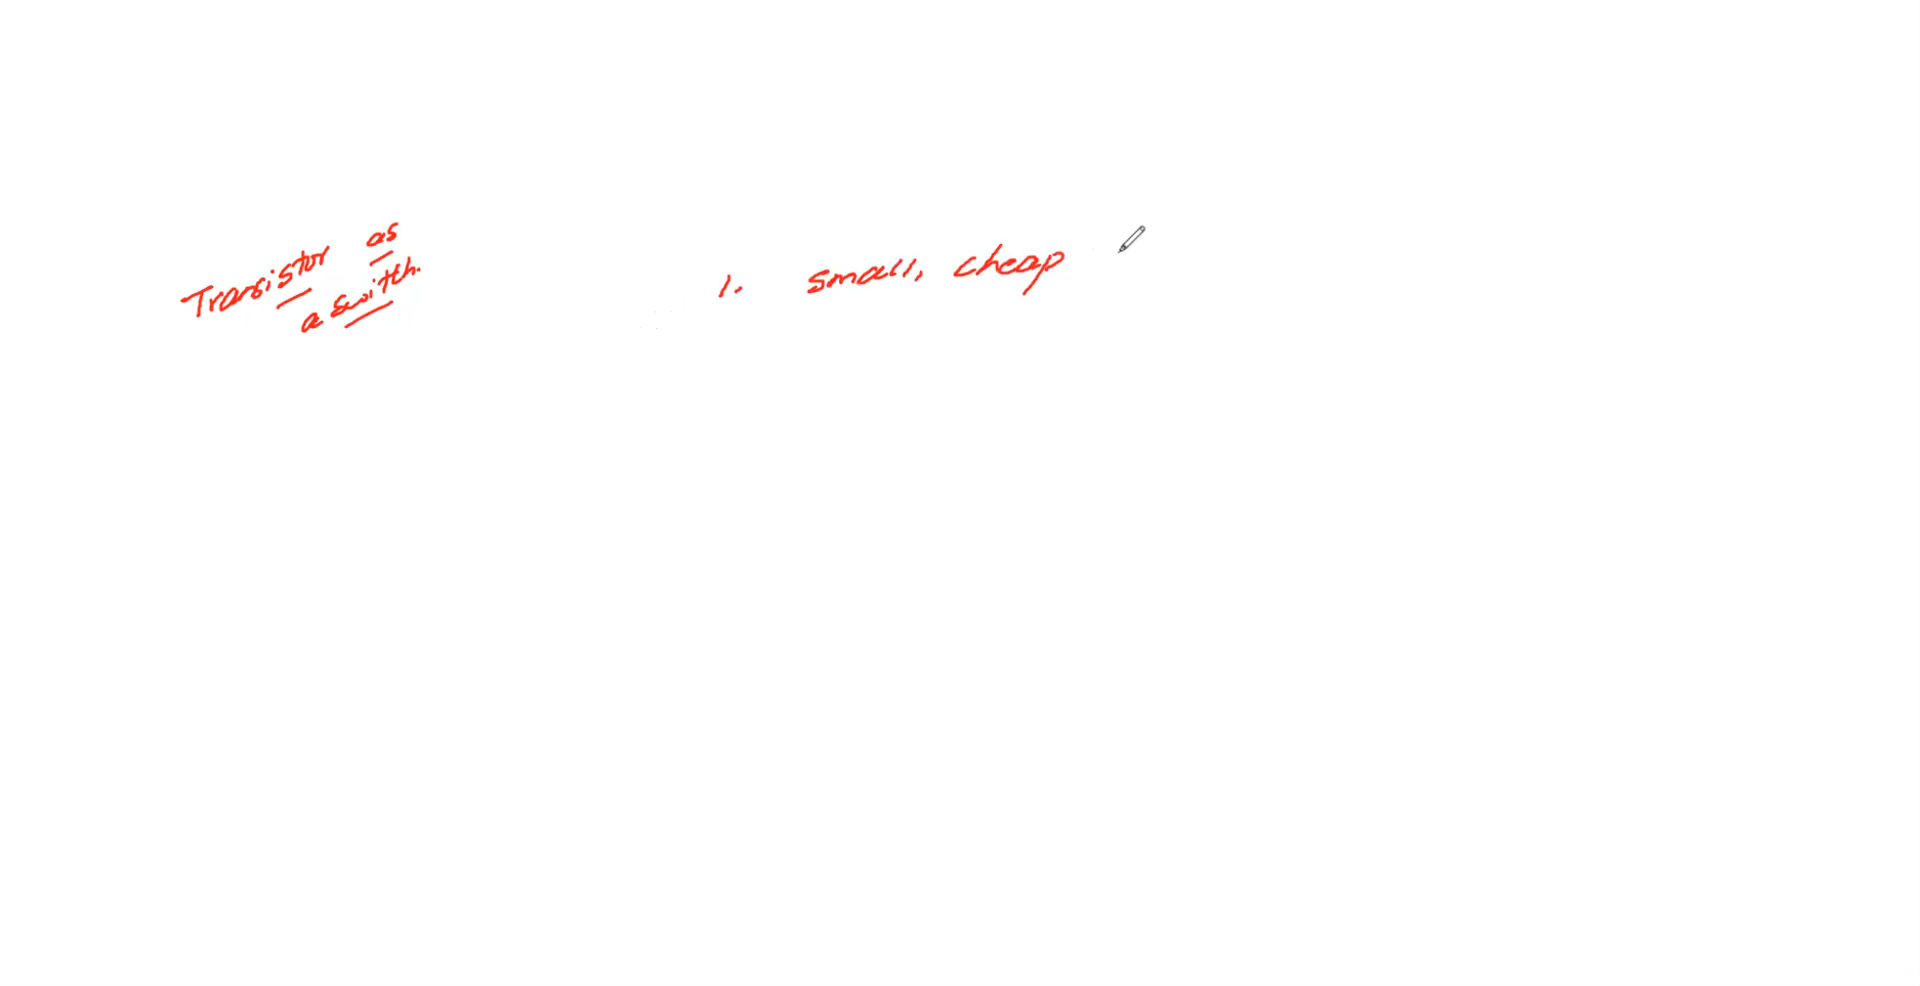 Transistor as
a switch.
1. small, cheap